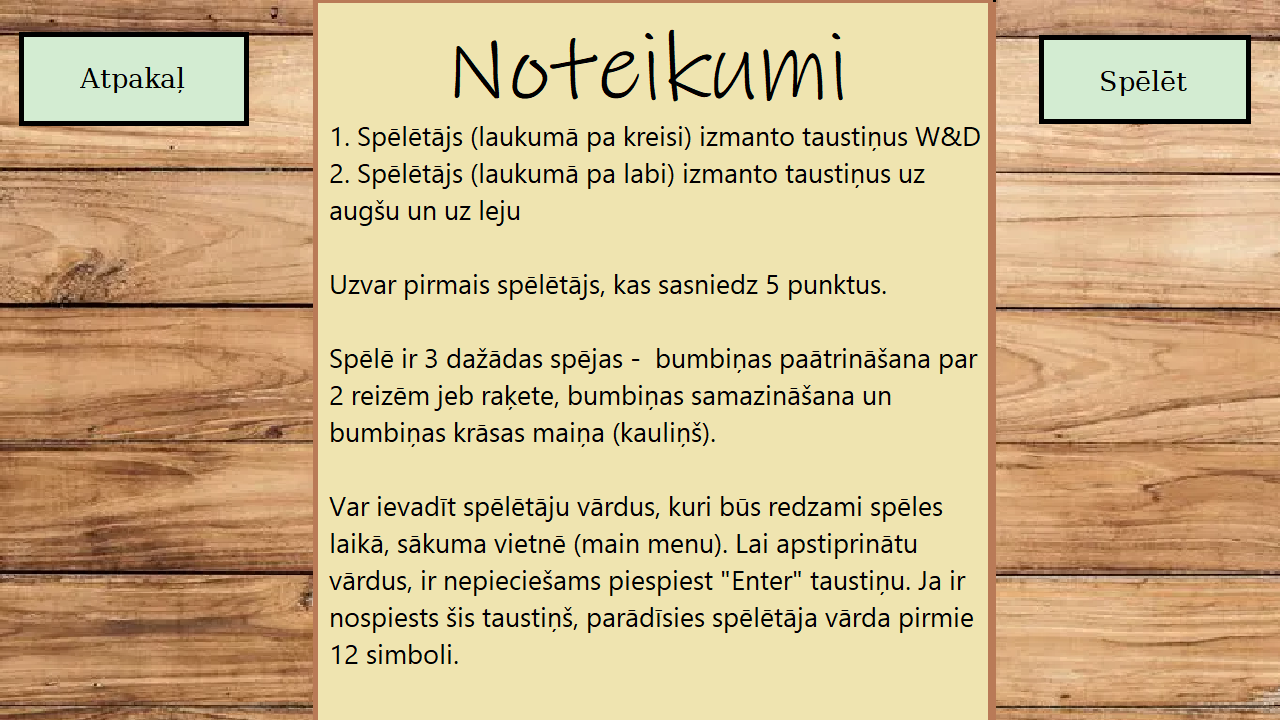 Atpakaļ
Spēlēt
Noteikumi
1. Spēlētājs (laukumā pa kreisi) izmanto taustiņus W&D
2. Spēlētājs (laukumā pa labi) izmanto taustiņus uz
augšu un uz leju
Uzvar pirmais spēlētājs, kas sasniedz 5 punktus.
Spēlē ir 3 dažādas spējas -  bumbiņas paātrināšana par
2 reizēm jeb raķete, bumbiņas samazināšana un
bumbiņas krāsas maiņa (kauliņš).
Var ievadīt spēlētāju vārdus, kuri būs redzami spēles
laikā, sākuma vietnē (main menu). Lai apstiprinātu
vārdus, ir nepieciešams piespiest "Enter" taustiņu. Ja ir
nospiests šis taustiņš, parādīsies spēlētāja vārda pirmie
12 simboli.